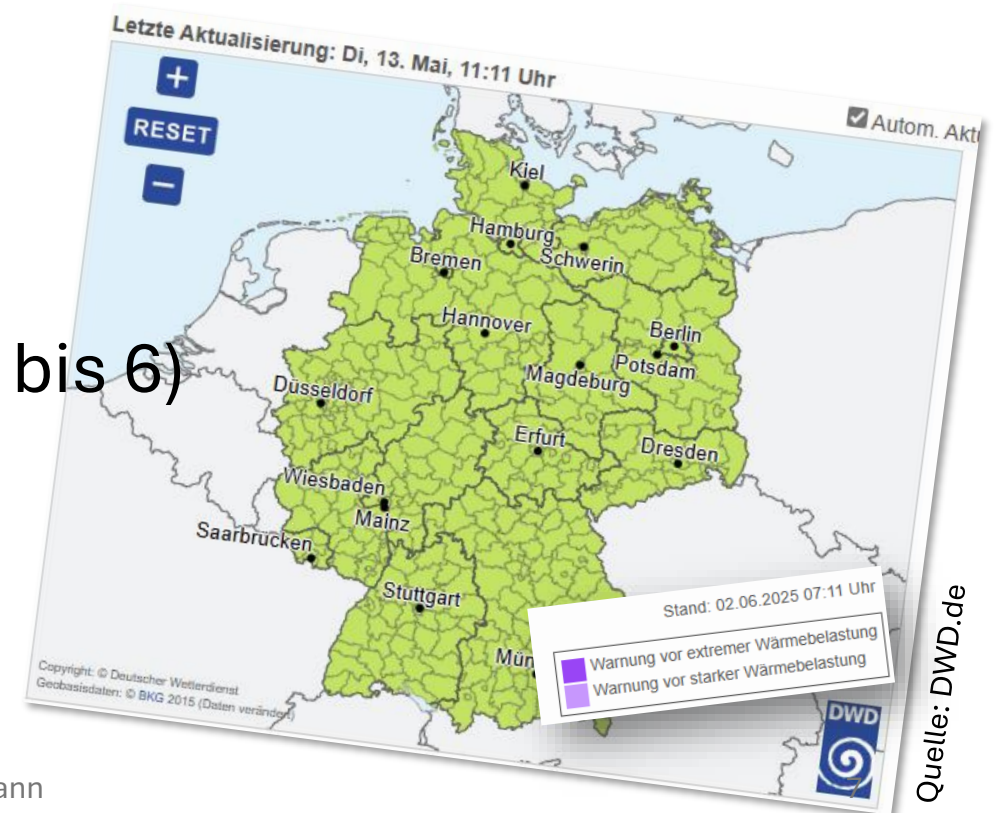 Letzte Aktualisierung: Di, 13. Mai, 11:11 Uhr
Autom. Akt
+
RESET
−
Kiel
Hamburg
Schwerin
Bremen
Hannover
Berlin
Potsdam
Magdeburg
bis 6)
Düsseldorf
Erfurt
Dresden
Wiesbaden
Mainz
Saarbrücken
Stuttgart
Mün
Stand: 02.06.2025 07:11 Uhr
Warnung vor extremer Wärmebelastung
Warnung vor starker Wärmebelastung
Copyright: © Deutscher Wetterdienst
Geobasisdaten: © BKG 2015 (Daten verändert)
DWD
Quelle: DWD.de
ann
7